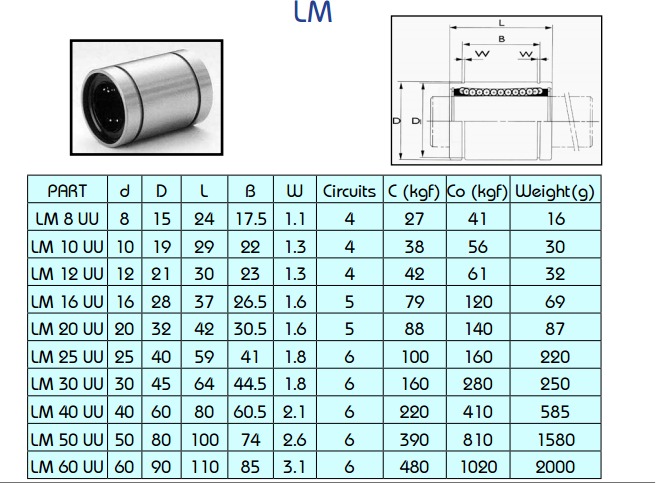 LM
L
B
W W
D D₁
PART d D L B W Circuits C (kgf) Co (kgf) Weight(g)
LM 8 UU 8 15 24 17.5 1.1 4 27 41 16
LM 10 UU 10 19 29 22 1.3 4 38 56 30
LM 12 UU 12 21 30 23 1.3 4 42 61 32
LM 16 UU 16 28 37 26.5 1.6 5 79 120 69
LM 20 UU 20 32 42 30.5 1.6 5 88 140 87
LM 25 UU 25 40 59 41 1.8 6 100 160 220
LM 30 UU 30 45 64 44.5 1.8 6 160 280 250
LM 40 UU 40 60 80 60.5 2.1 6 220 410 585
LM 50 UU 50 80 100 74 2.6 6 390 810 1580
LM 60 UU 60 90 110 85 3.1 6 480 1020 2000